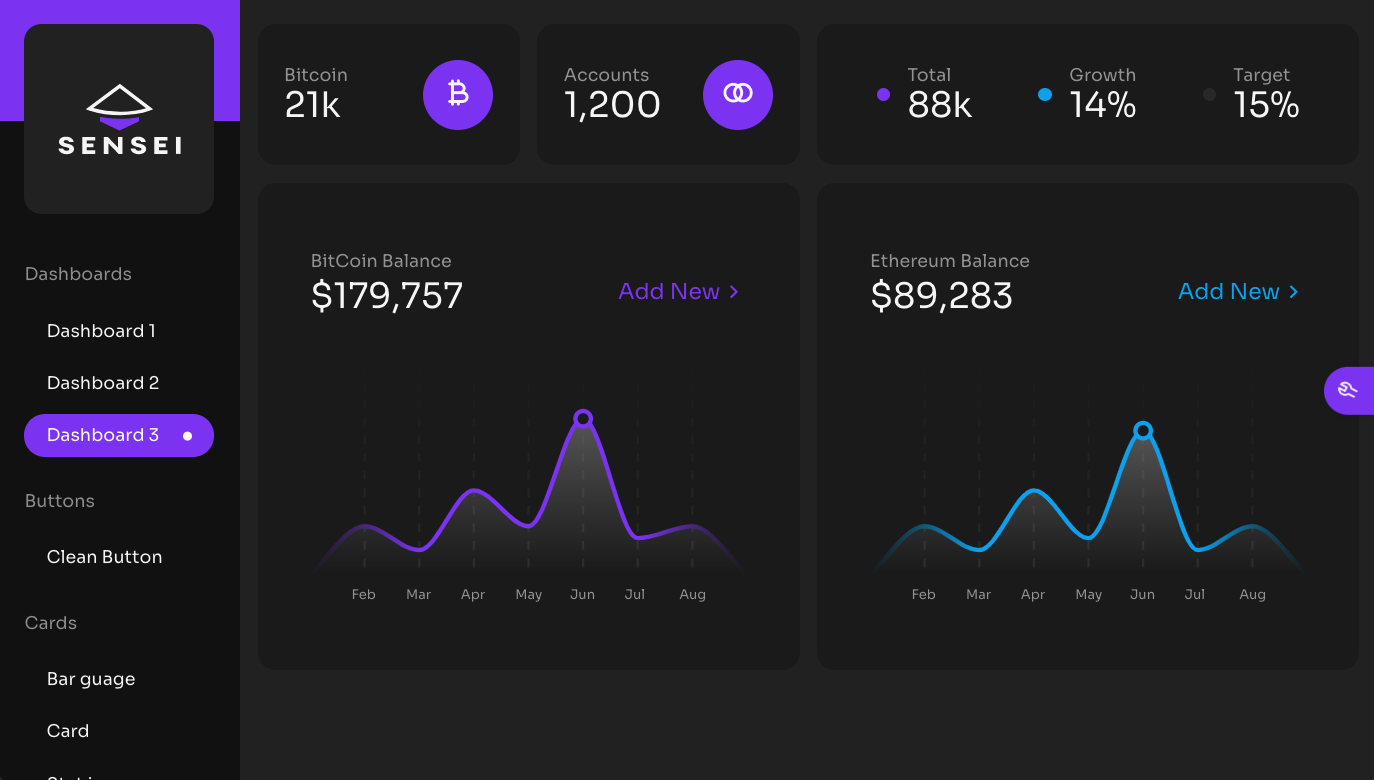 SENSEI
Dashboards
Dashboard 1
Dashboard 2
Dashboard 3
Buttons
Clean Button
Cards
Bar guage
Card
Bitcoin
21k
Accounts
1,200
Total
88k
Growth
14%
Target
15%
BitCoin Balance
$179,757
Add New
Feb Mar Apr May Jun Jul Aug
Ethereum Balance
$89,283
Add New
Feb Mar Apr May Jun Jul Aug